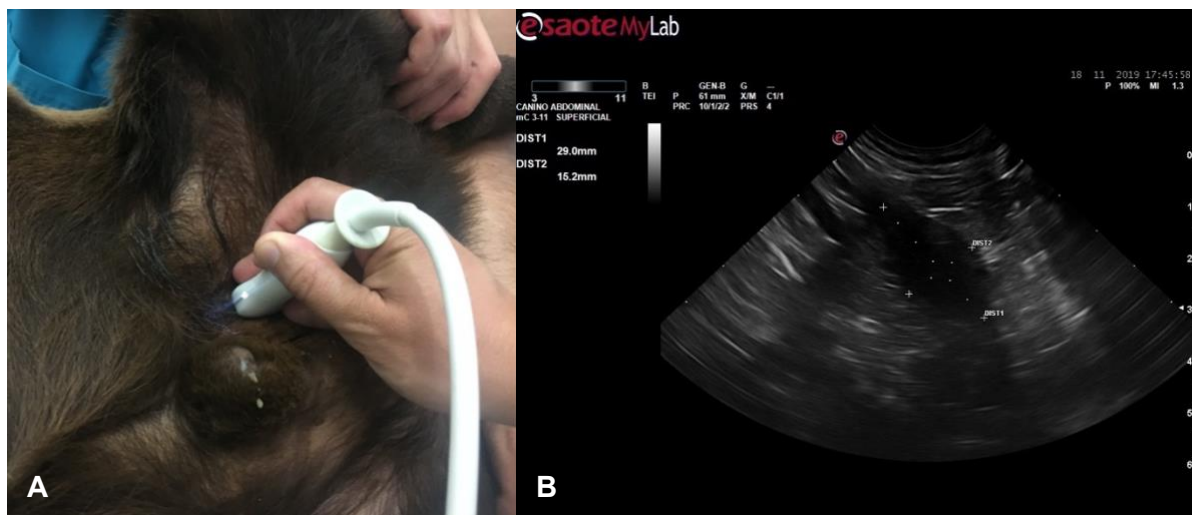 esaote MyLab
18 11 2019 17:45:58
P 100% MI 1.3
3 11
B GEN-B G —
TEI P 61 mm X/M C1/1
PRC 10/1/2/2 PRS 4
CANINO ABDOMINAL
mC 3-11 SUPERFICIAL
DIST1
29.0mm
DIST2
15.2mm
e
0
1
DIST2
2
3
DIST1
4
5
6
A
B